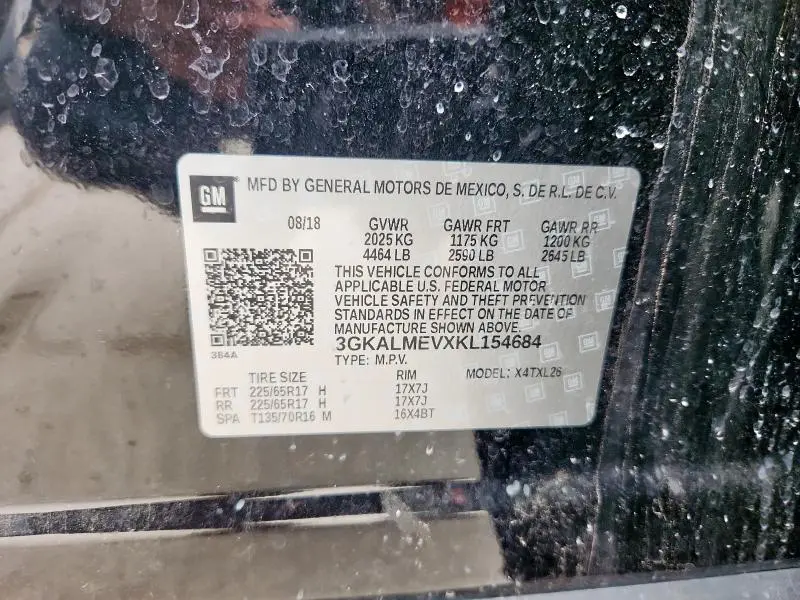 GM MFD BY GENERAL MOTORS DE MEXICO, S. DE R.L. DE C.V.
08/18 GVWR GAWR FRT GAWR RR
2025 KG 1175 KG 1200 KG
4464 LB 2590 LB 2645 LB
THIS VEHICLE CONFORMS TO ALL
APPLICABLE U.S. FEDERAL MOTOR
VEHICLE SAFETY AND THEFT PREVENTION
STANDARDS IN EFFECT ON THE DATE OF
MANUFACTURE SHOWN ABOVE.
3GKALMEVXKL154684
384A
TYPE: M.P.V. MODEL: X4TXL26
TIRE SIZE RIM
FRT 225/65R17 H 17X7J
RR 225/65R17 H 17X7J
SPA T135/70R16 M 16X4BT